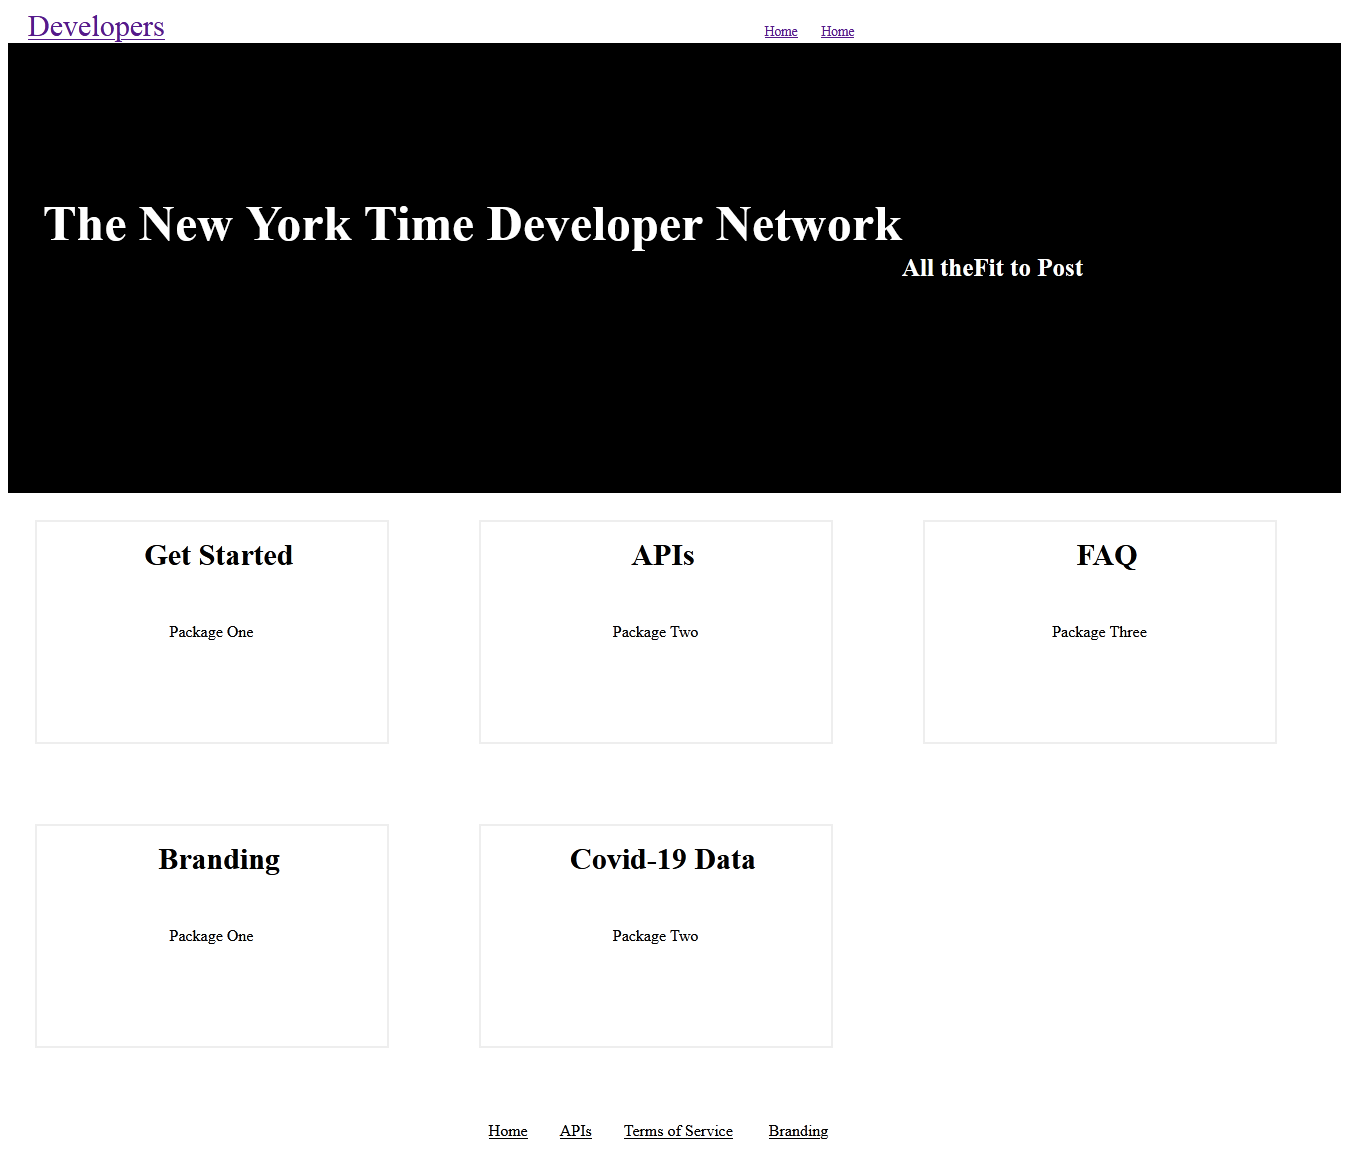 Developers
Home Home
The New York Time Developer Network
All theFit to Post
Get Started
Package One
APIs
Package Two
FAQ
Package Three
Branding
Package One
Covid-19 Data
Package Two
Home APIs Terms of Service Branding